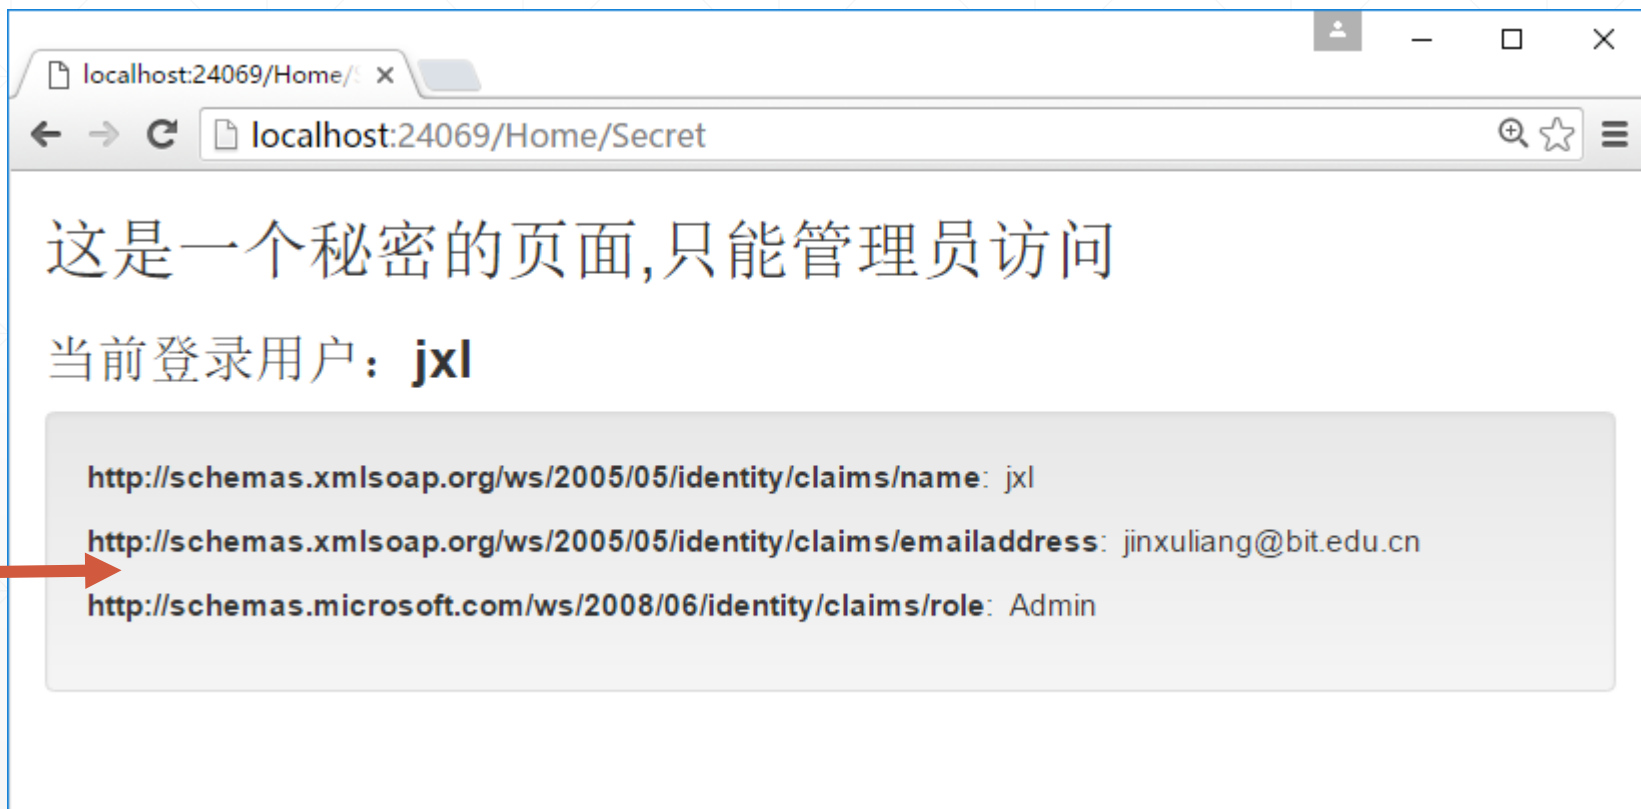 localhost:24069/Home/S
localhost:24069/Home/Secret
这是一个秘密的页面,只能管理员访问
当前登录用户：jxl
http://schemas.xmlsoap.org/ws/2005/05/identity/claims/name: jxl
http://schemas.xmlsoap.org/ws/2005/05/identity/claims/emailaddress: jinxuliang@bit.edu.cn
http://schemas.microsoft.com/ws/2008/06/identity/claims/role: Admin